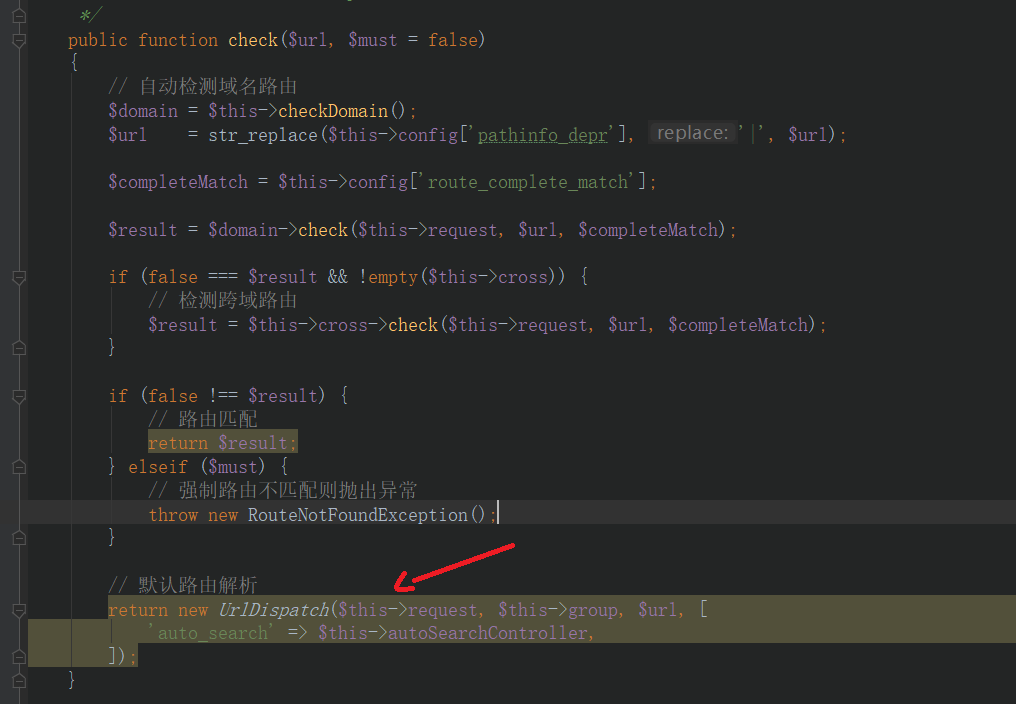 */
public function check($url, $must = false)
{
// 自动检测域名路由
$domain = $this->checkDomain();
$url    = str_replace($this->config['pathinfo_depr'], replace: '|', $url);
$completeMatch = $this->config['route_complete_match'];
$result = $domain->check($this->request, $url, $completeMatch);
if (false === $result && !empty($this->cross)) {
// 检测跨域路由
$result = $this->cross->check($this->request, $url, $completeMatch);
}
if (false !== $result) {
// 路由匹配
return $result;
} elseif ($must) {
// 强制路由不匹配则抛出异常
throw new RouteNotFoundException();
}
// 默认路由解析
return new UrlDispatch($this->request, $this->group, $url, [
'auto_search' => $this->autoSearchController,
]);
}